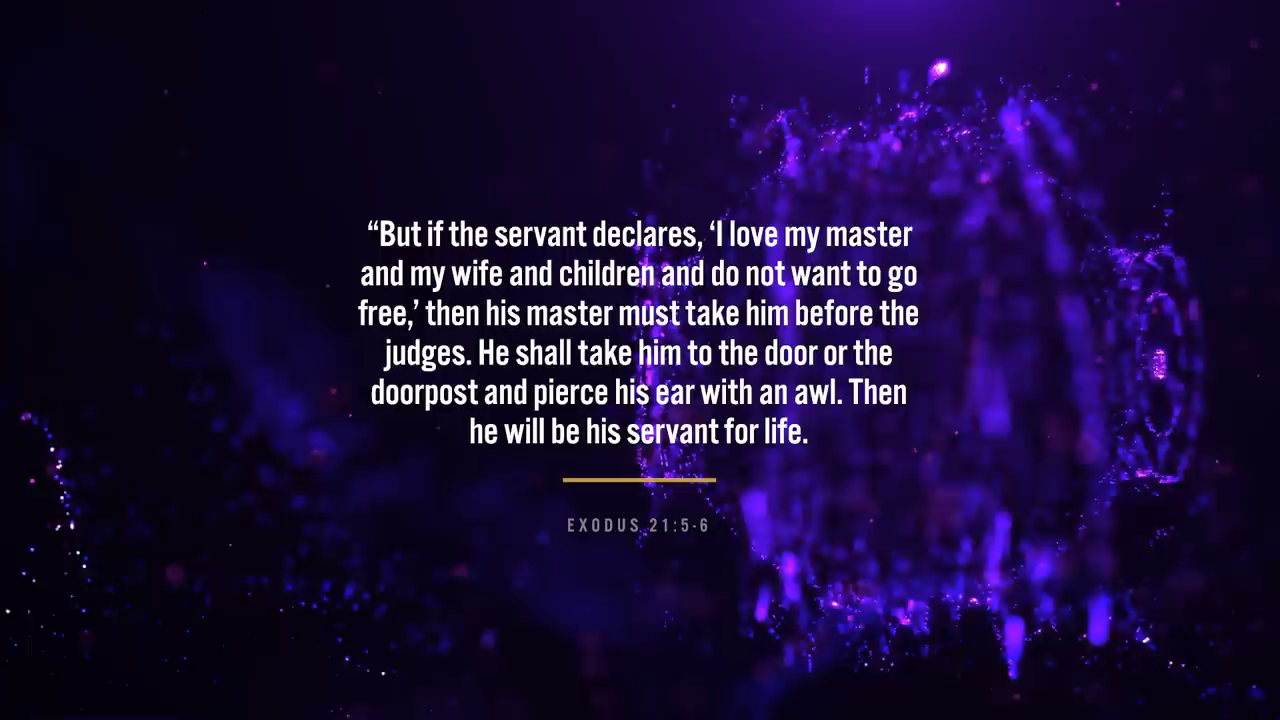 “But if the servant declares, ‘I love my master
and my wife and children and do not want to go
free,’ then his master must take him before the
judges. He shall take him to the door or the
doorpost and pierce his ear with an awl. Then
he will be his servant for life.
EXODUS 21:5-6